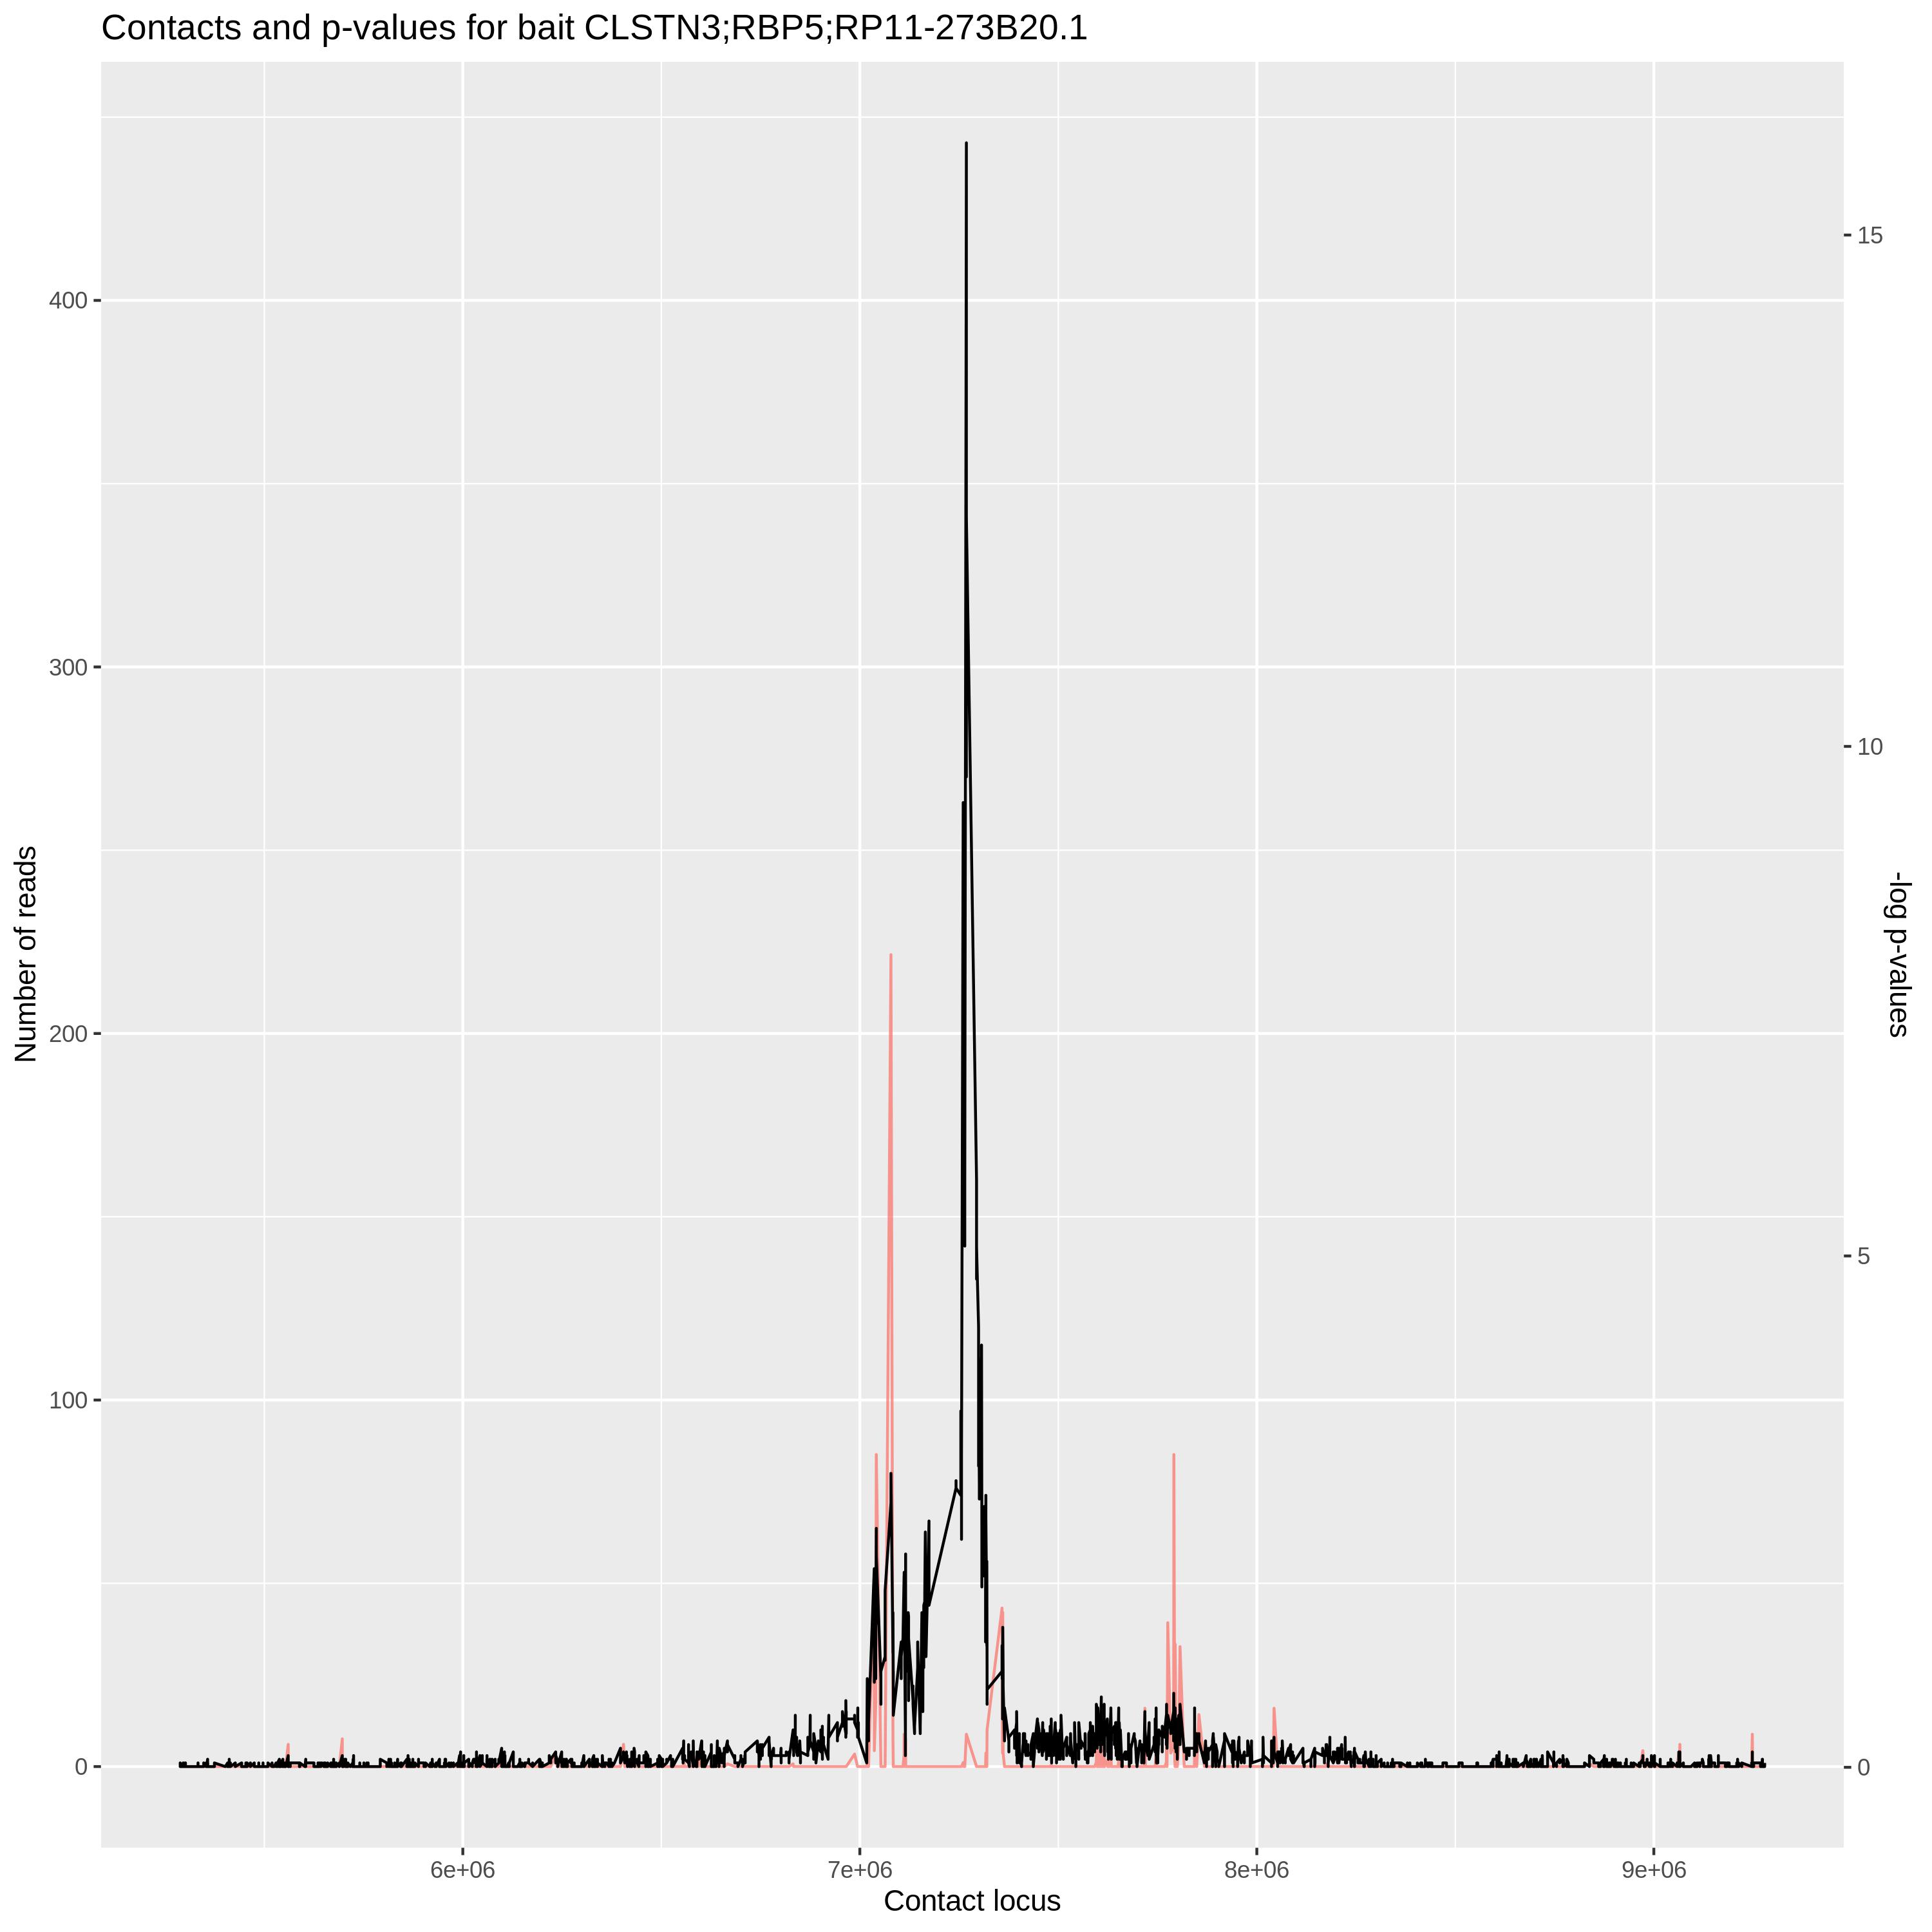 Contacts and p-values for bait CLSTN3;RBP5;RP11-273B20.1
400
300
200
100
0
Number of reads
15
10
5
0
-log p-values
6e+06
7e+06
8e+06
9e+06
Contact locus